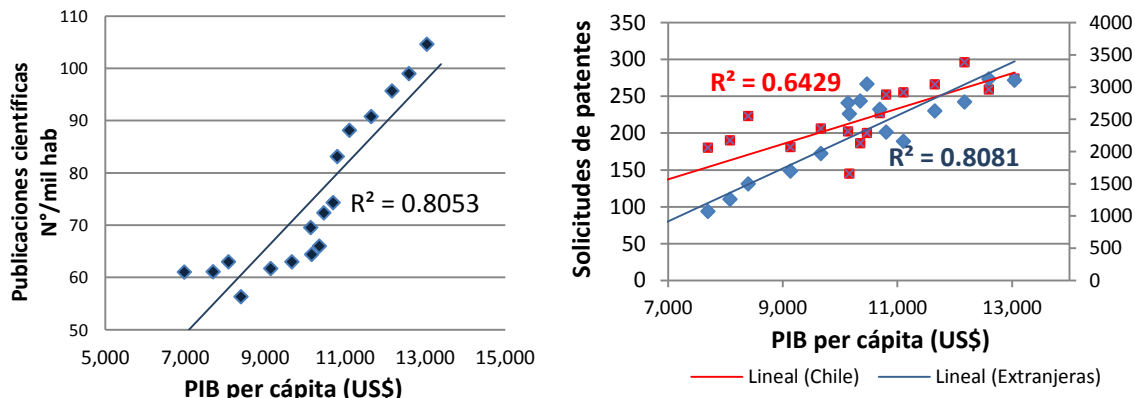 Publicaciones científicas
N°/mil hab
110
100
90
80
70
60
50
R² = 0.8053
5,000 7,000 9,000 11,000 13,000 15,000
PIB per cápita (US$)
Solicitudes de patentes
350
300
250
200
150
100
50
0
R² = 0.6429
R² = 0.8081
4000
3500
3000
2500
2000
1500
1000
500
0
7,000 9,000 11,000 13,000
PIB per cápita (US$)
Lineal (Chile) Lineal (Extranjeras)